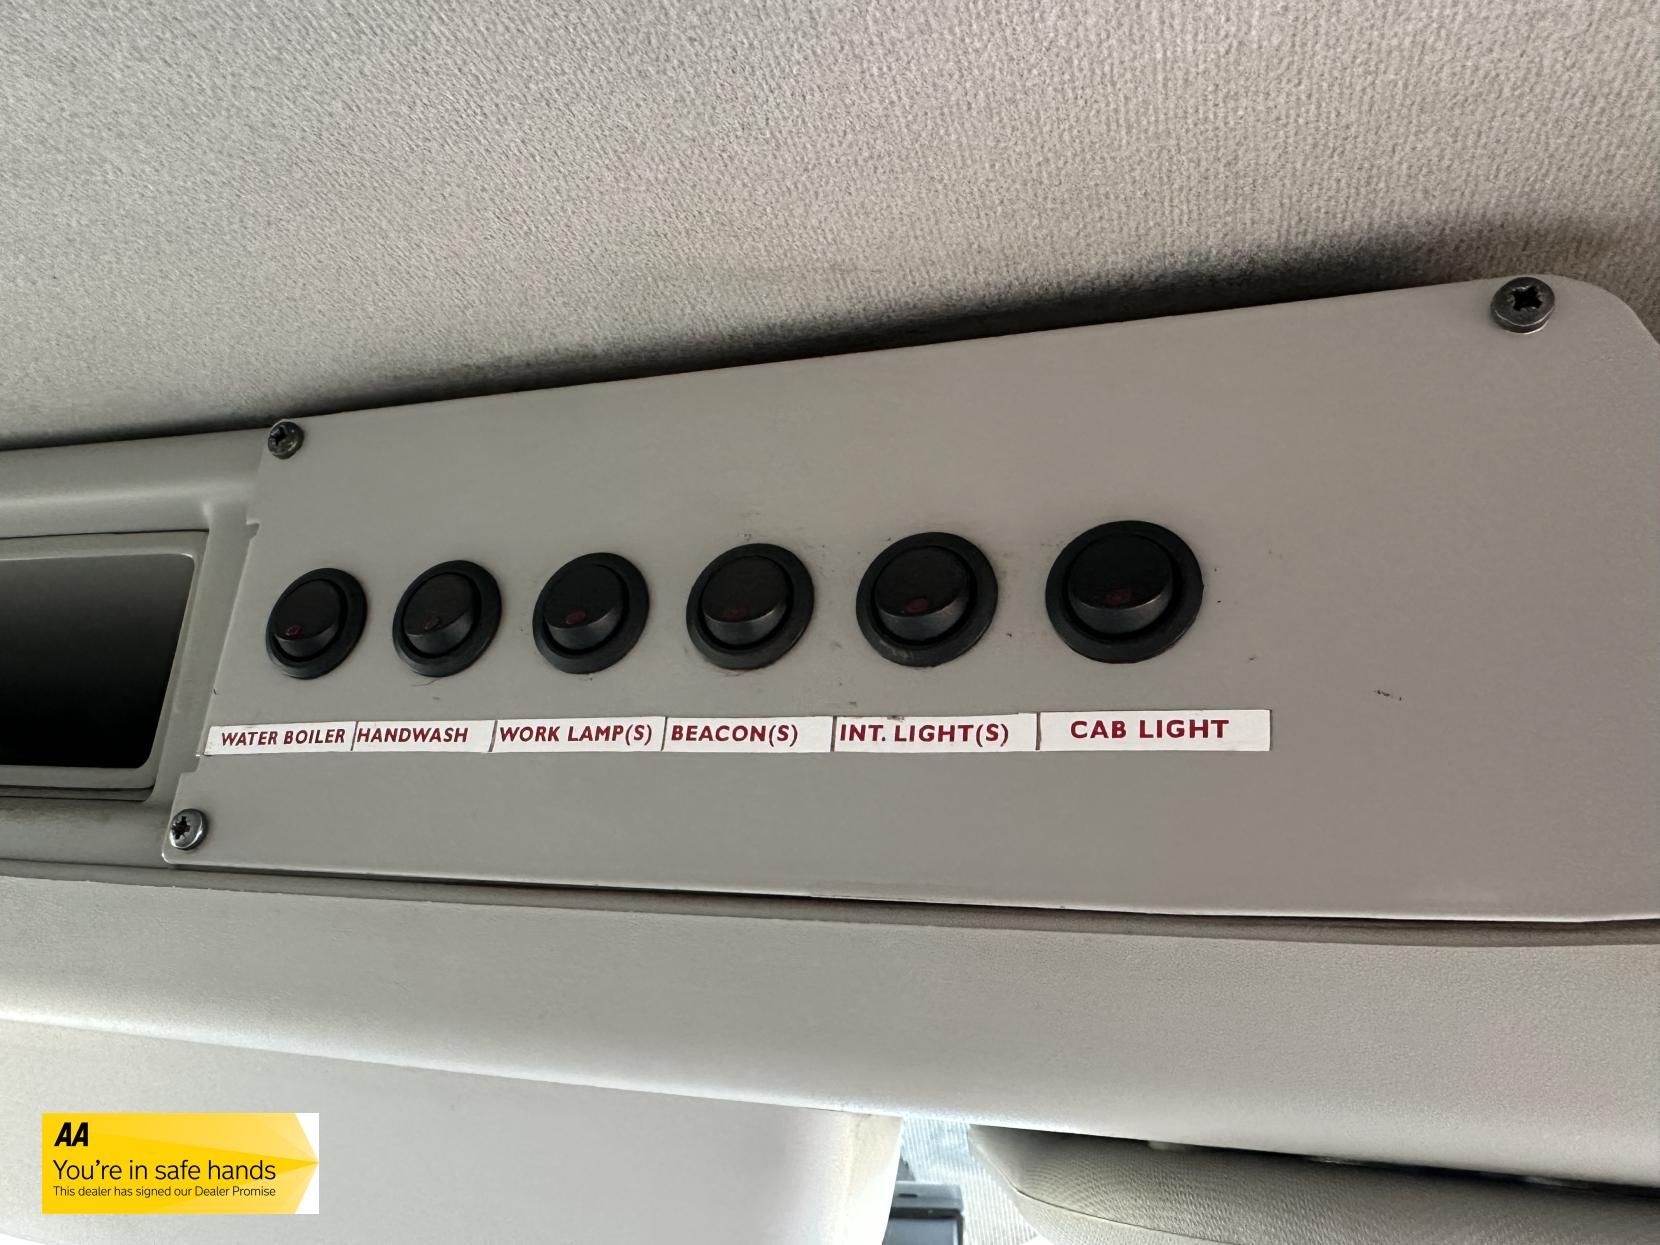 WATER BOILER HANDWASH WORK LAMP(S) BEACON(S) INT. LIGHT(S) CAB LIGHT
AA
You're in safe hands
This dealer has signed our Dealer Promise